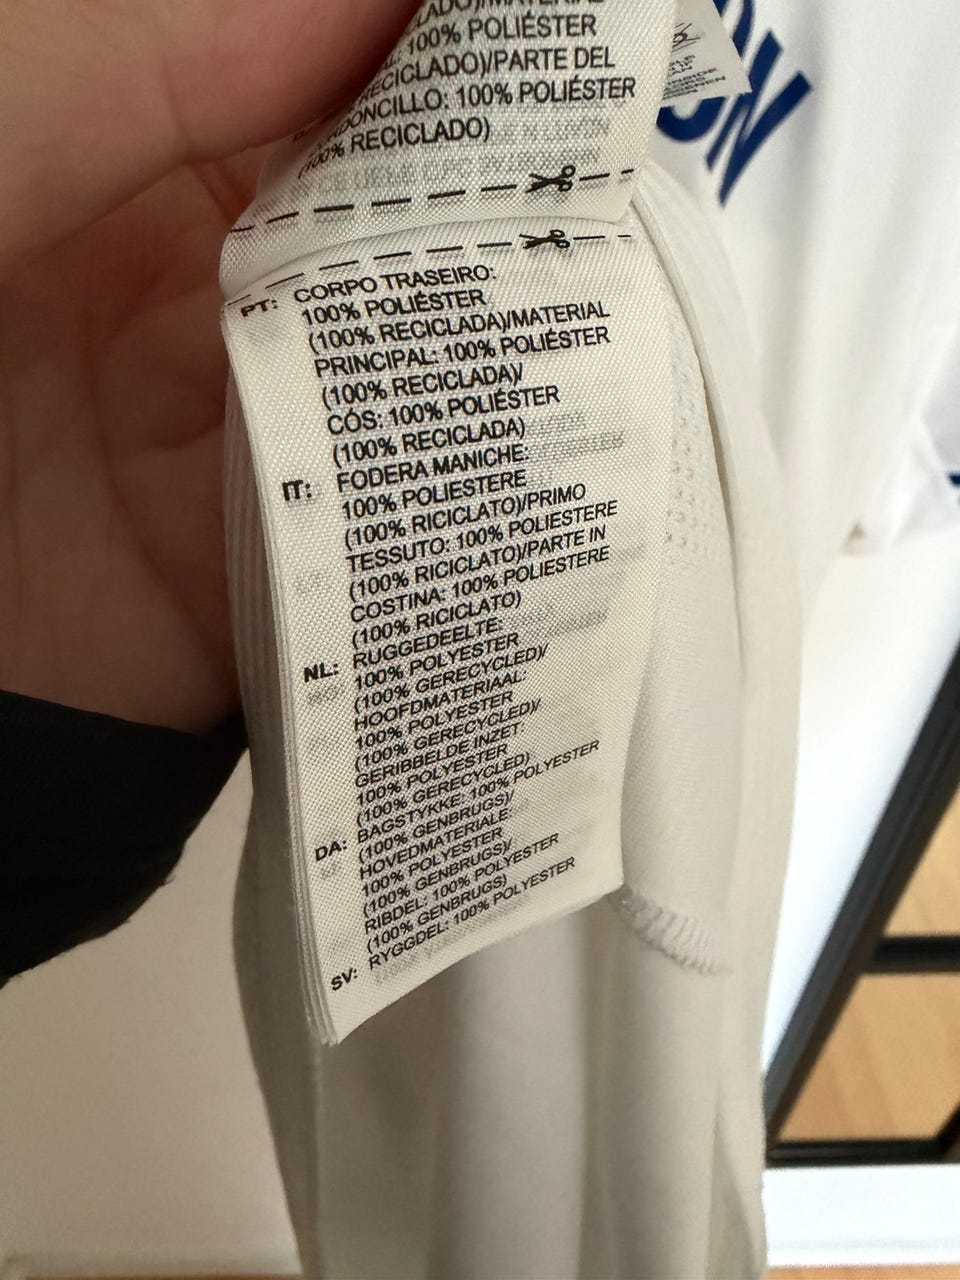 100% POLIÉSTER
RECICLADO)/PARTE DEL
100% POLIÉSTER
(100% RECICLADO)
PT: CORPO TRASEIRO:
100% POLIÉSTER
(100% RECICLADA)/MATERIAL
PRINCIPAL: 100% POLIÉSTER
(100% RECICLADA)/
CÓS: 100% POLIÉSTER
(100% RECICLADA)
IT: FODERA MANICHE:
100% POLIESTERE
(100% RICICLATO)/PRIMO
TESSUTO: 100% POLIESTERE
(100% RICICLATO)/PARTE IN
COSTINA: 100% POLIESTERE
(100% RICICLATO)
NL: RUGGEDEELTE:
100% POLYESTER
(100% GERECYCLED)/
HOOFDMATERIAAL:
100% POLYESTER
(100% GERECYCLED)/
GERIBBELDE INZET:
100% POLYESTER
(100% GERECYCLED)
DA: BAGSTYKKE: 100% POLYESTER
(100% GENBRUGS)/
HOVEDMATERIALE:
100% POLYESTER
(100% GENBRUGS)/
RIBDEL: 100% POLYESTER
(100% GENBRUGS)
SV: RYGGDEL: 100% POLYESTER